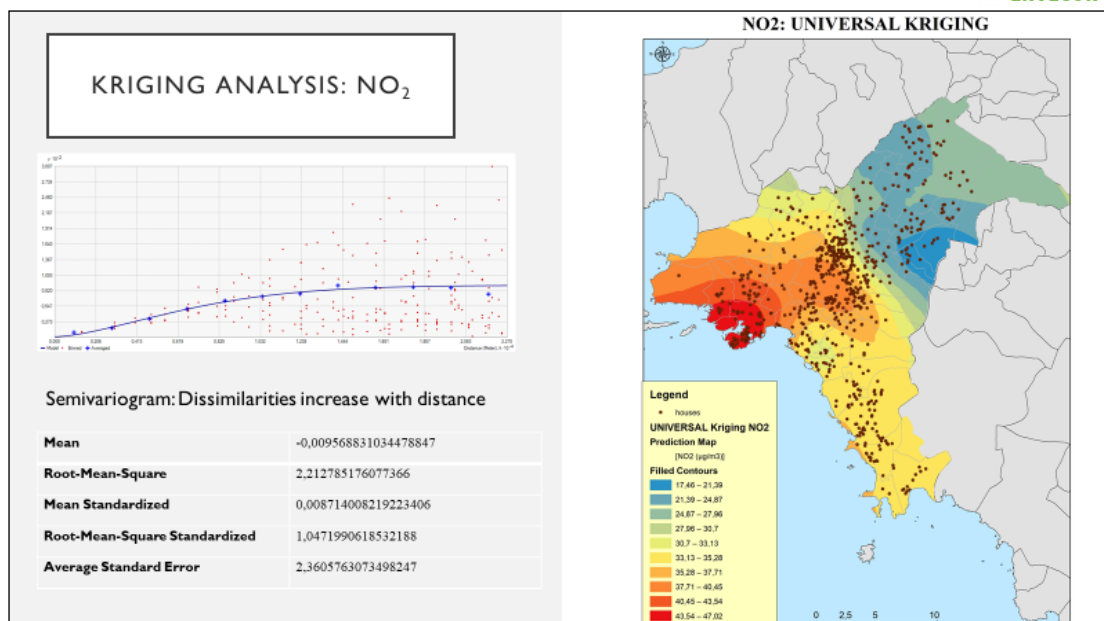 NO2: UNIVERSAL KRIGING
KRIGING ANALYSIS: NO₂
Model
Binned
Averaged
Semivariogram: Dissimilarities increase with distance
Mean -0,009568831034478847
Root-Mean-Square 2,212785176077366
Mean Standardized 0,008714008219223406
Root-Mean-Square Standardized 1,0471990618532188
Average Standard Error 2,3605763073498247
Legend
houses
UNIVERSAL Kriging NO2
Prediction Map
[NO2 (µg/m3)]
Filled Contours
17,46 – 21,39
21,39 – 24,87
24,87 – 27,96
27,96 – 30,7
30,7 – 33,13
33,13 – 35,28
35,28 – 37,71
37,71 – 40,45
40,45 – 43,54
43,54 – 47,02
0 2,5 5 10